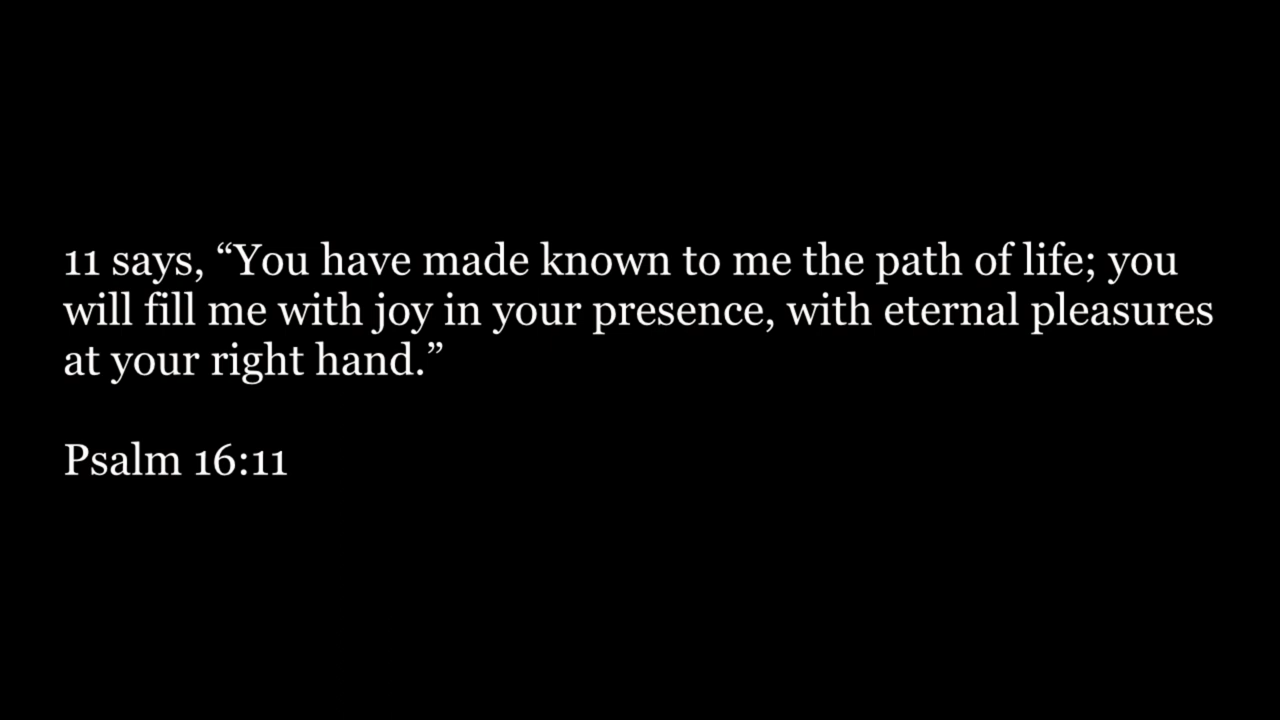 11 says, “You have made known to me the path of life; you
will fill me with joy in your presence, with eternal pleasures
at your right hand.”
Psalm 16:11